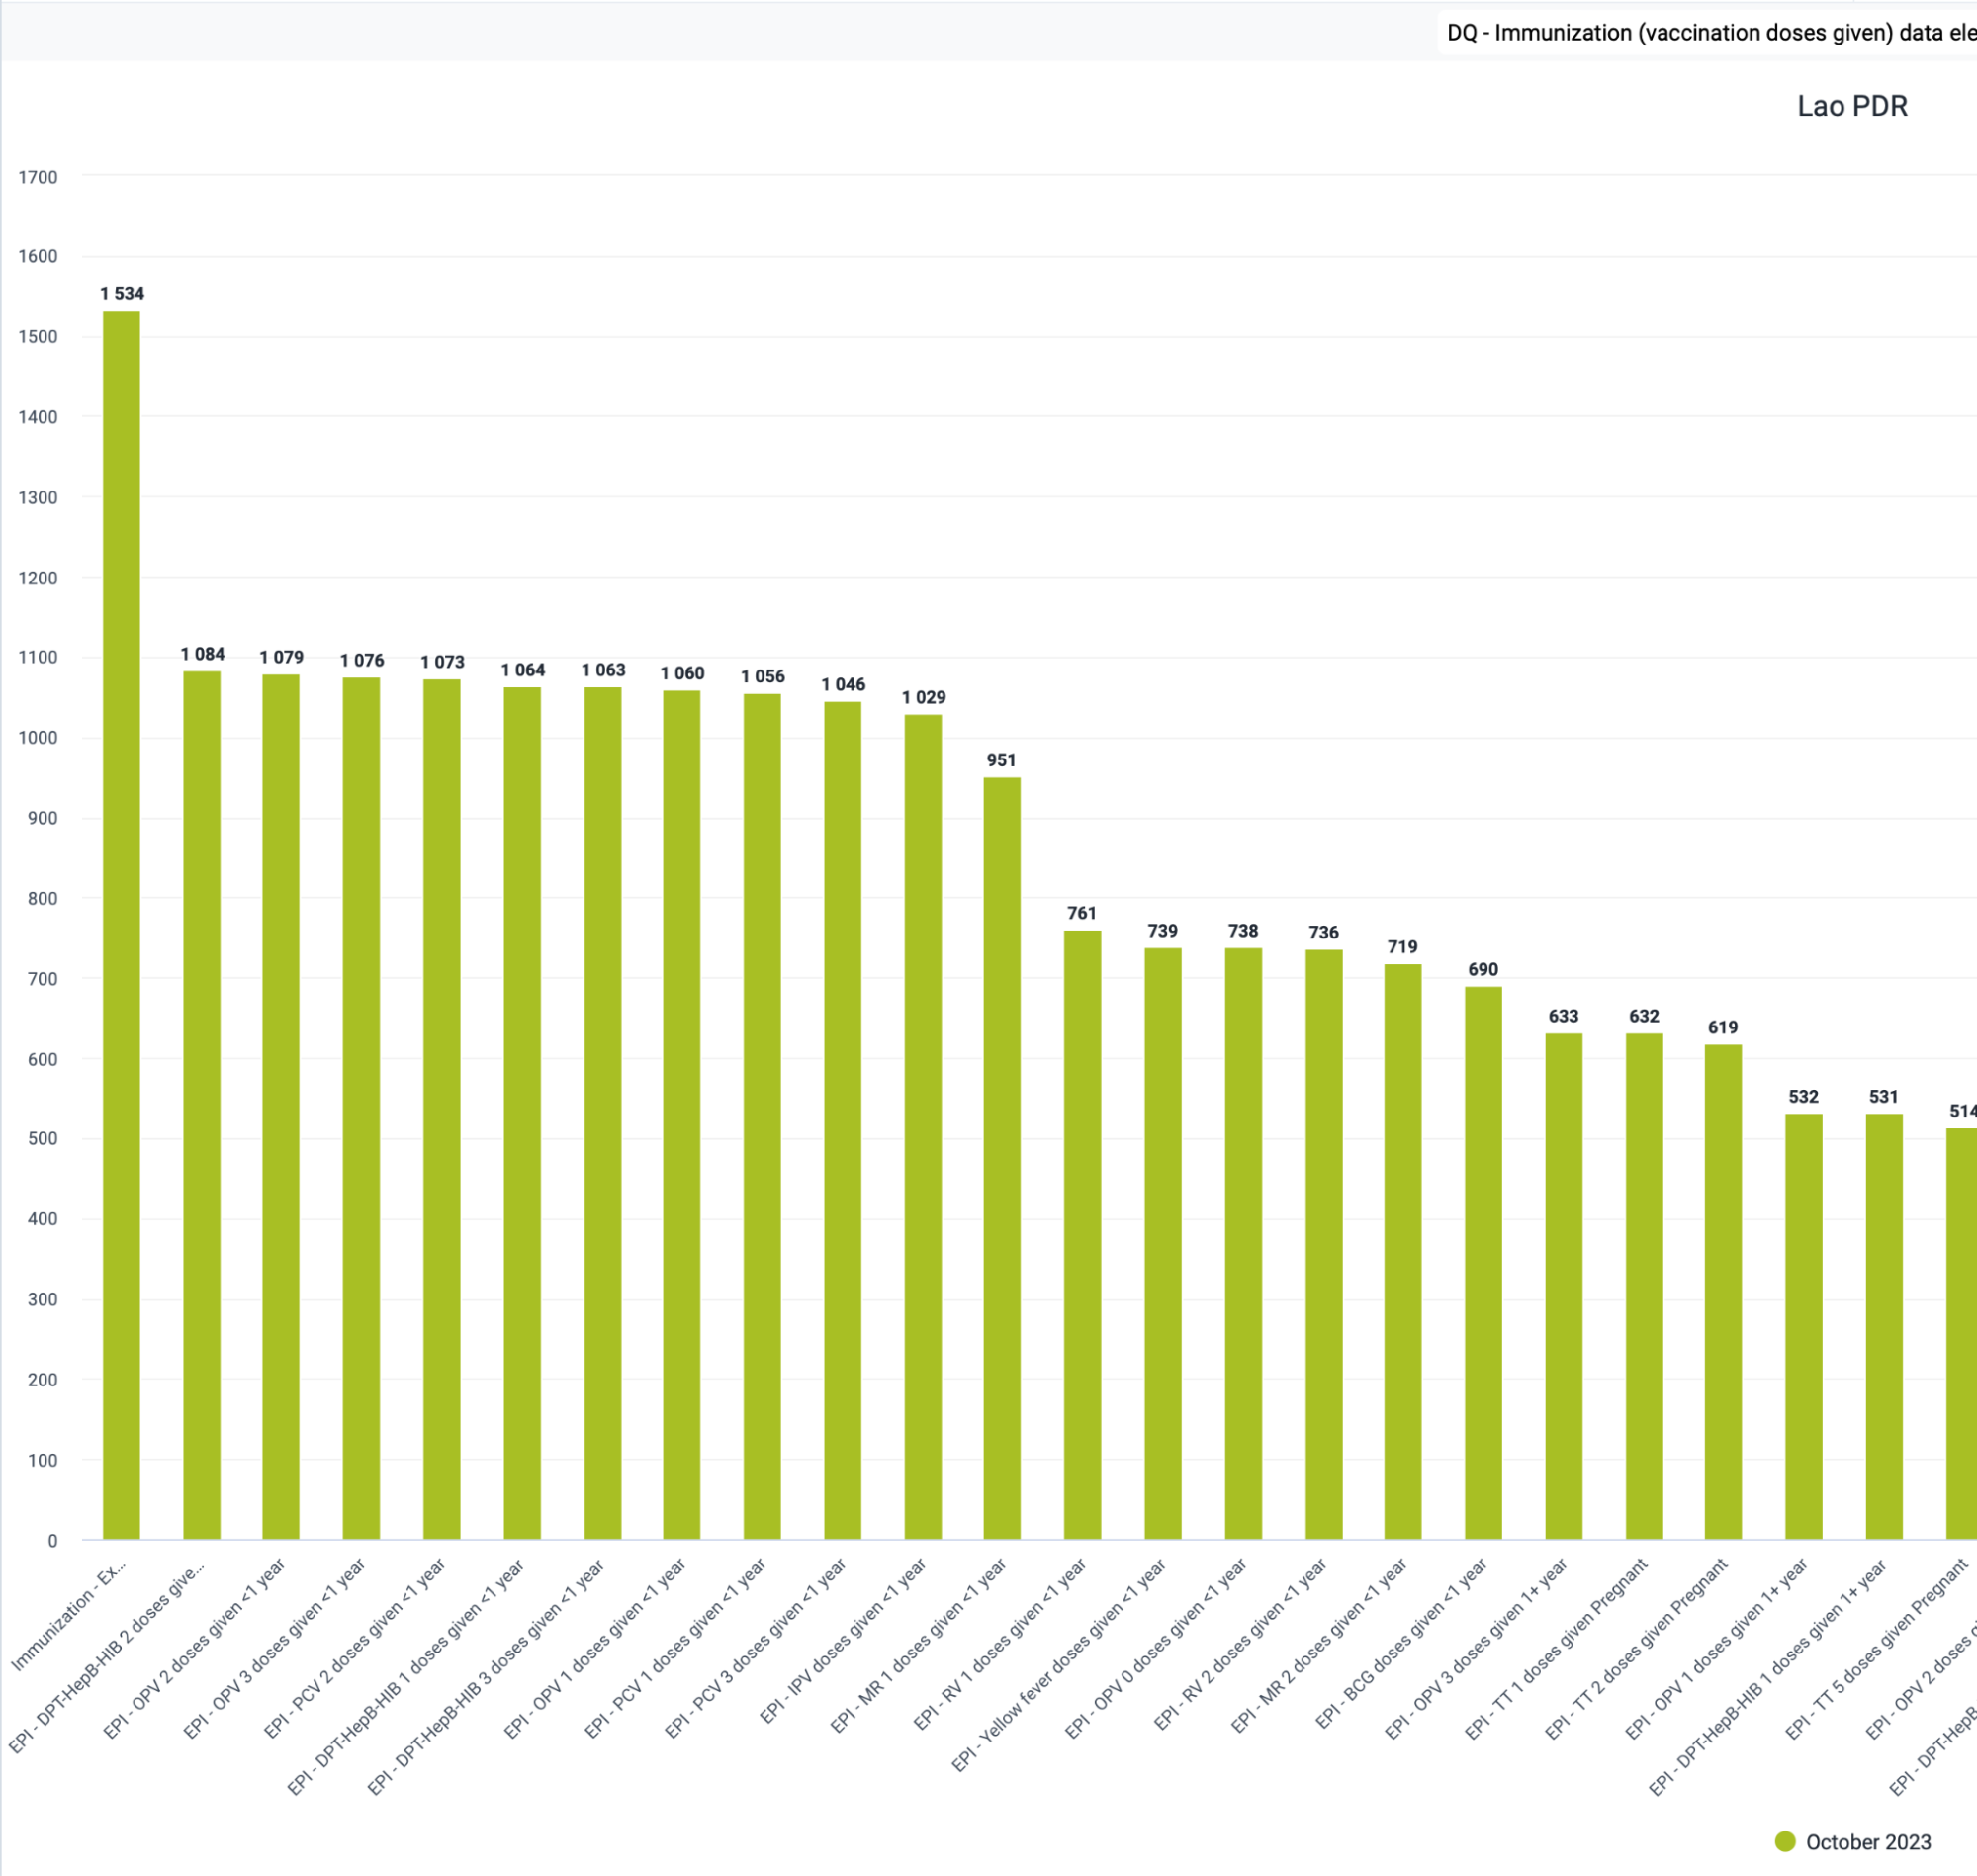 DQ - Immunization (vaccination doses given) data ele
Lao PDR
1700
1600
1500
1400
1300
1200
1100
1000
900
800
700
600
500
400
300
200
100
0
1 534
1 084
1 079
1 076
1 073
1 064
1 063
1 060
1 056
1 046
1 029
951
761
739
738
736
719
690
633
632
619
532
531
514
Immunization - Ex...
EPI - DPT-HepB-HIB 2 doses give...
EPI - OPV 2 doses given <1 year
EPI - OPV 3 doses given <1 year
EPI - PCV 2 doses given <1 year
EPI - DPT-HepB-HIB 1 doses given <1 year
EPI - DPT-HepB-HIB 3 doses given <1 year
EPI - OPV 1 doses given <1 year
EPI - PCV 1 doses given <1 year
EPI - PCV 3 doses given <1 year
EPI - IPV doses given <1 year
EPI - MR 1 doses given <1 year
EPI - RV 1 doses given <1 year
EPI - Yellow fever doses given <1 year
EPI - OPV 0 doses given <1 year
EPI - RV 2 doses given <1 year
EPI - MR 2 doses given <1 year
EPI - BCG doses given <1 year
EPI - OPV 3 doses given 1+ year
EPI - TT 1 doses given Pregnant
EPI - TT 2 doses given Pregnant
EPI - OPV 1 doses given 1+ year
EPI - DPT-HepB-HIB 1 doses given 1+ year
EPI - TT 5 doses given Pregnant
EPI - OPV 2 doses gi
EPI - DPT-HepB-
October 2023